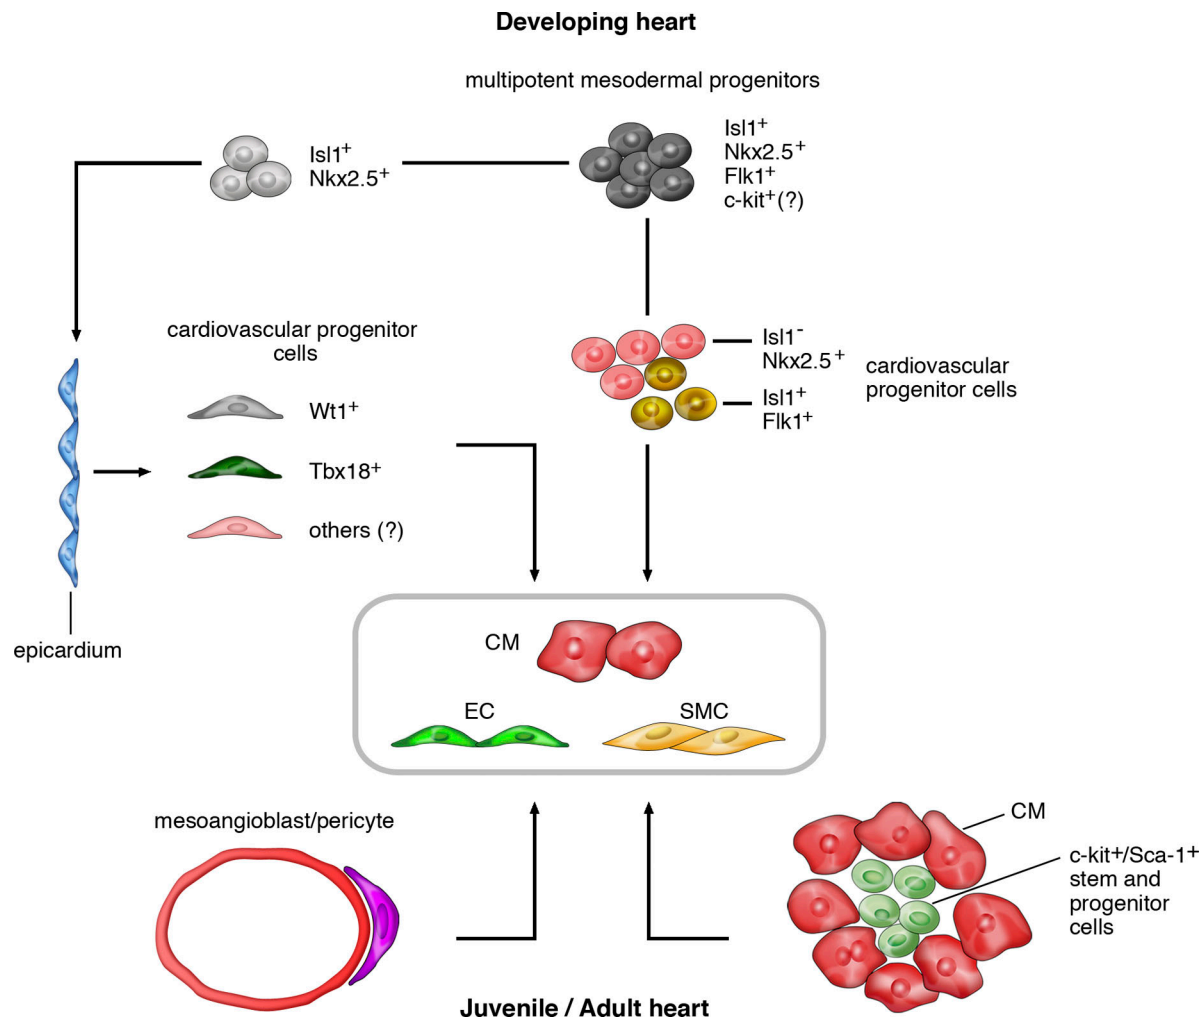 Developing heart
multipotent mesodermal progenitors
Isl1⁺
Nkx2.5⁺
Isl1⁺
Nkx2.5⁺
Flk1⁺
c-kit⁺(?)
cardiovascular progenitor
cells
Wt1⁺
Tbx18⁺
others (?)
epicardium
Isl1⁻
Nkx2.5⁺
Isl1⁺
Flk1⁺
cardiovascular
progenitor cells
CM
EC
SMC
mesoangioblast/pericyte
CM
c-kit⁺/Sca-1⁺
stem and
progenitor
cells
Juvenile / Adult heart